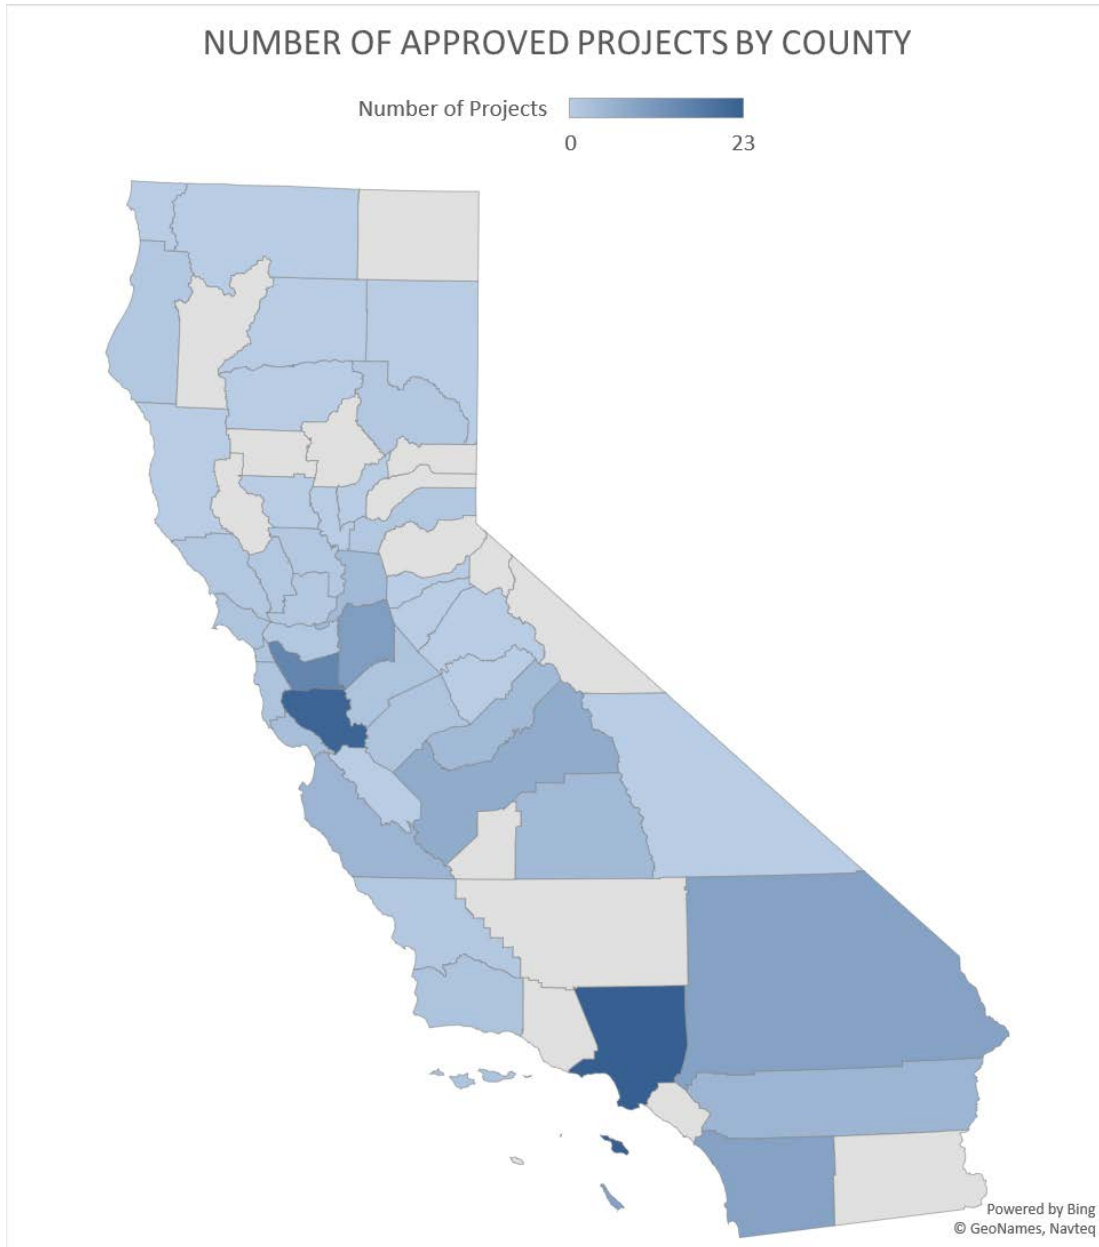 NUMBER OF APPROVED PROJECTS BY COUNTY
Number of Projects
0 23
Powered by Bing
© GeoNames, Navteq